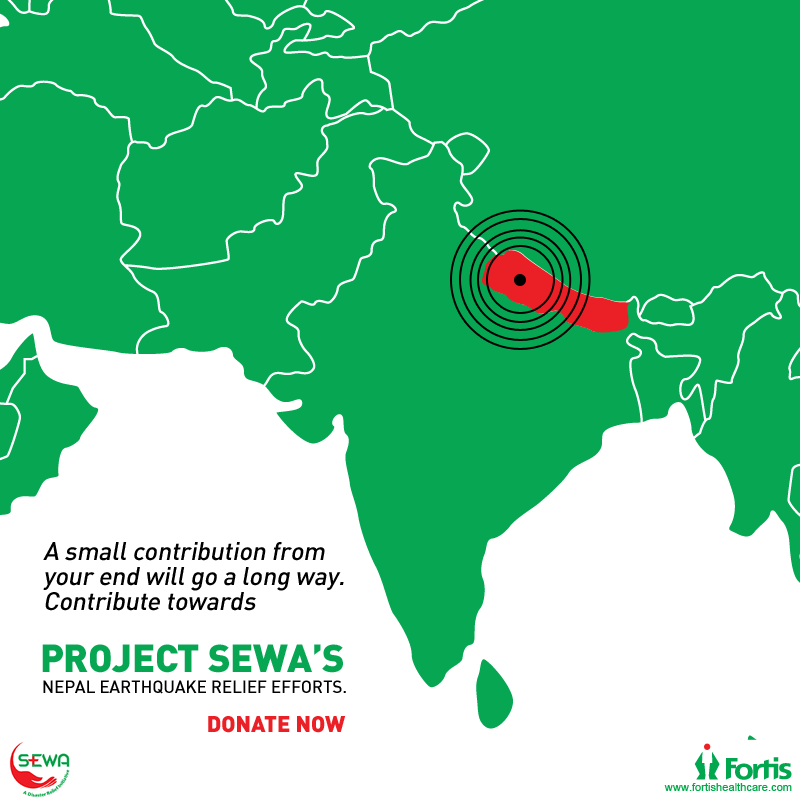 A small contribution from
your end will go a long way.
Contribute towards
PROJECT SEWA'S
NEPAL EARTHQUAKE RELIEF EFFORTS.
DONATE NOW
SEWA
A Disaster Relief Initiative
Fortis
www.fortishealthcare.com